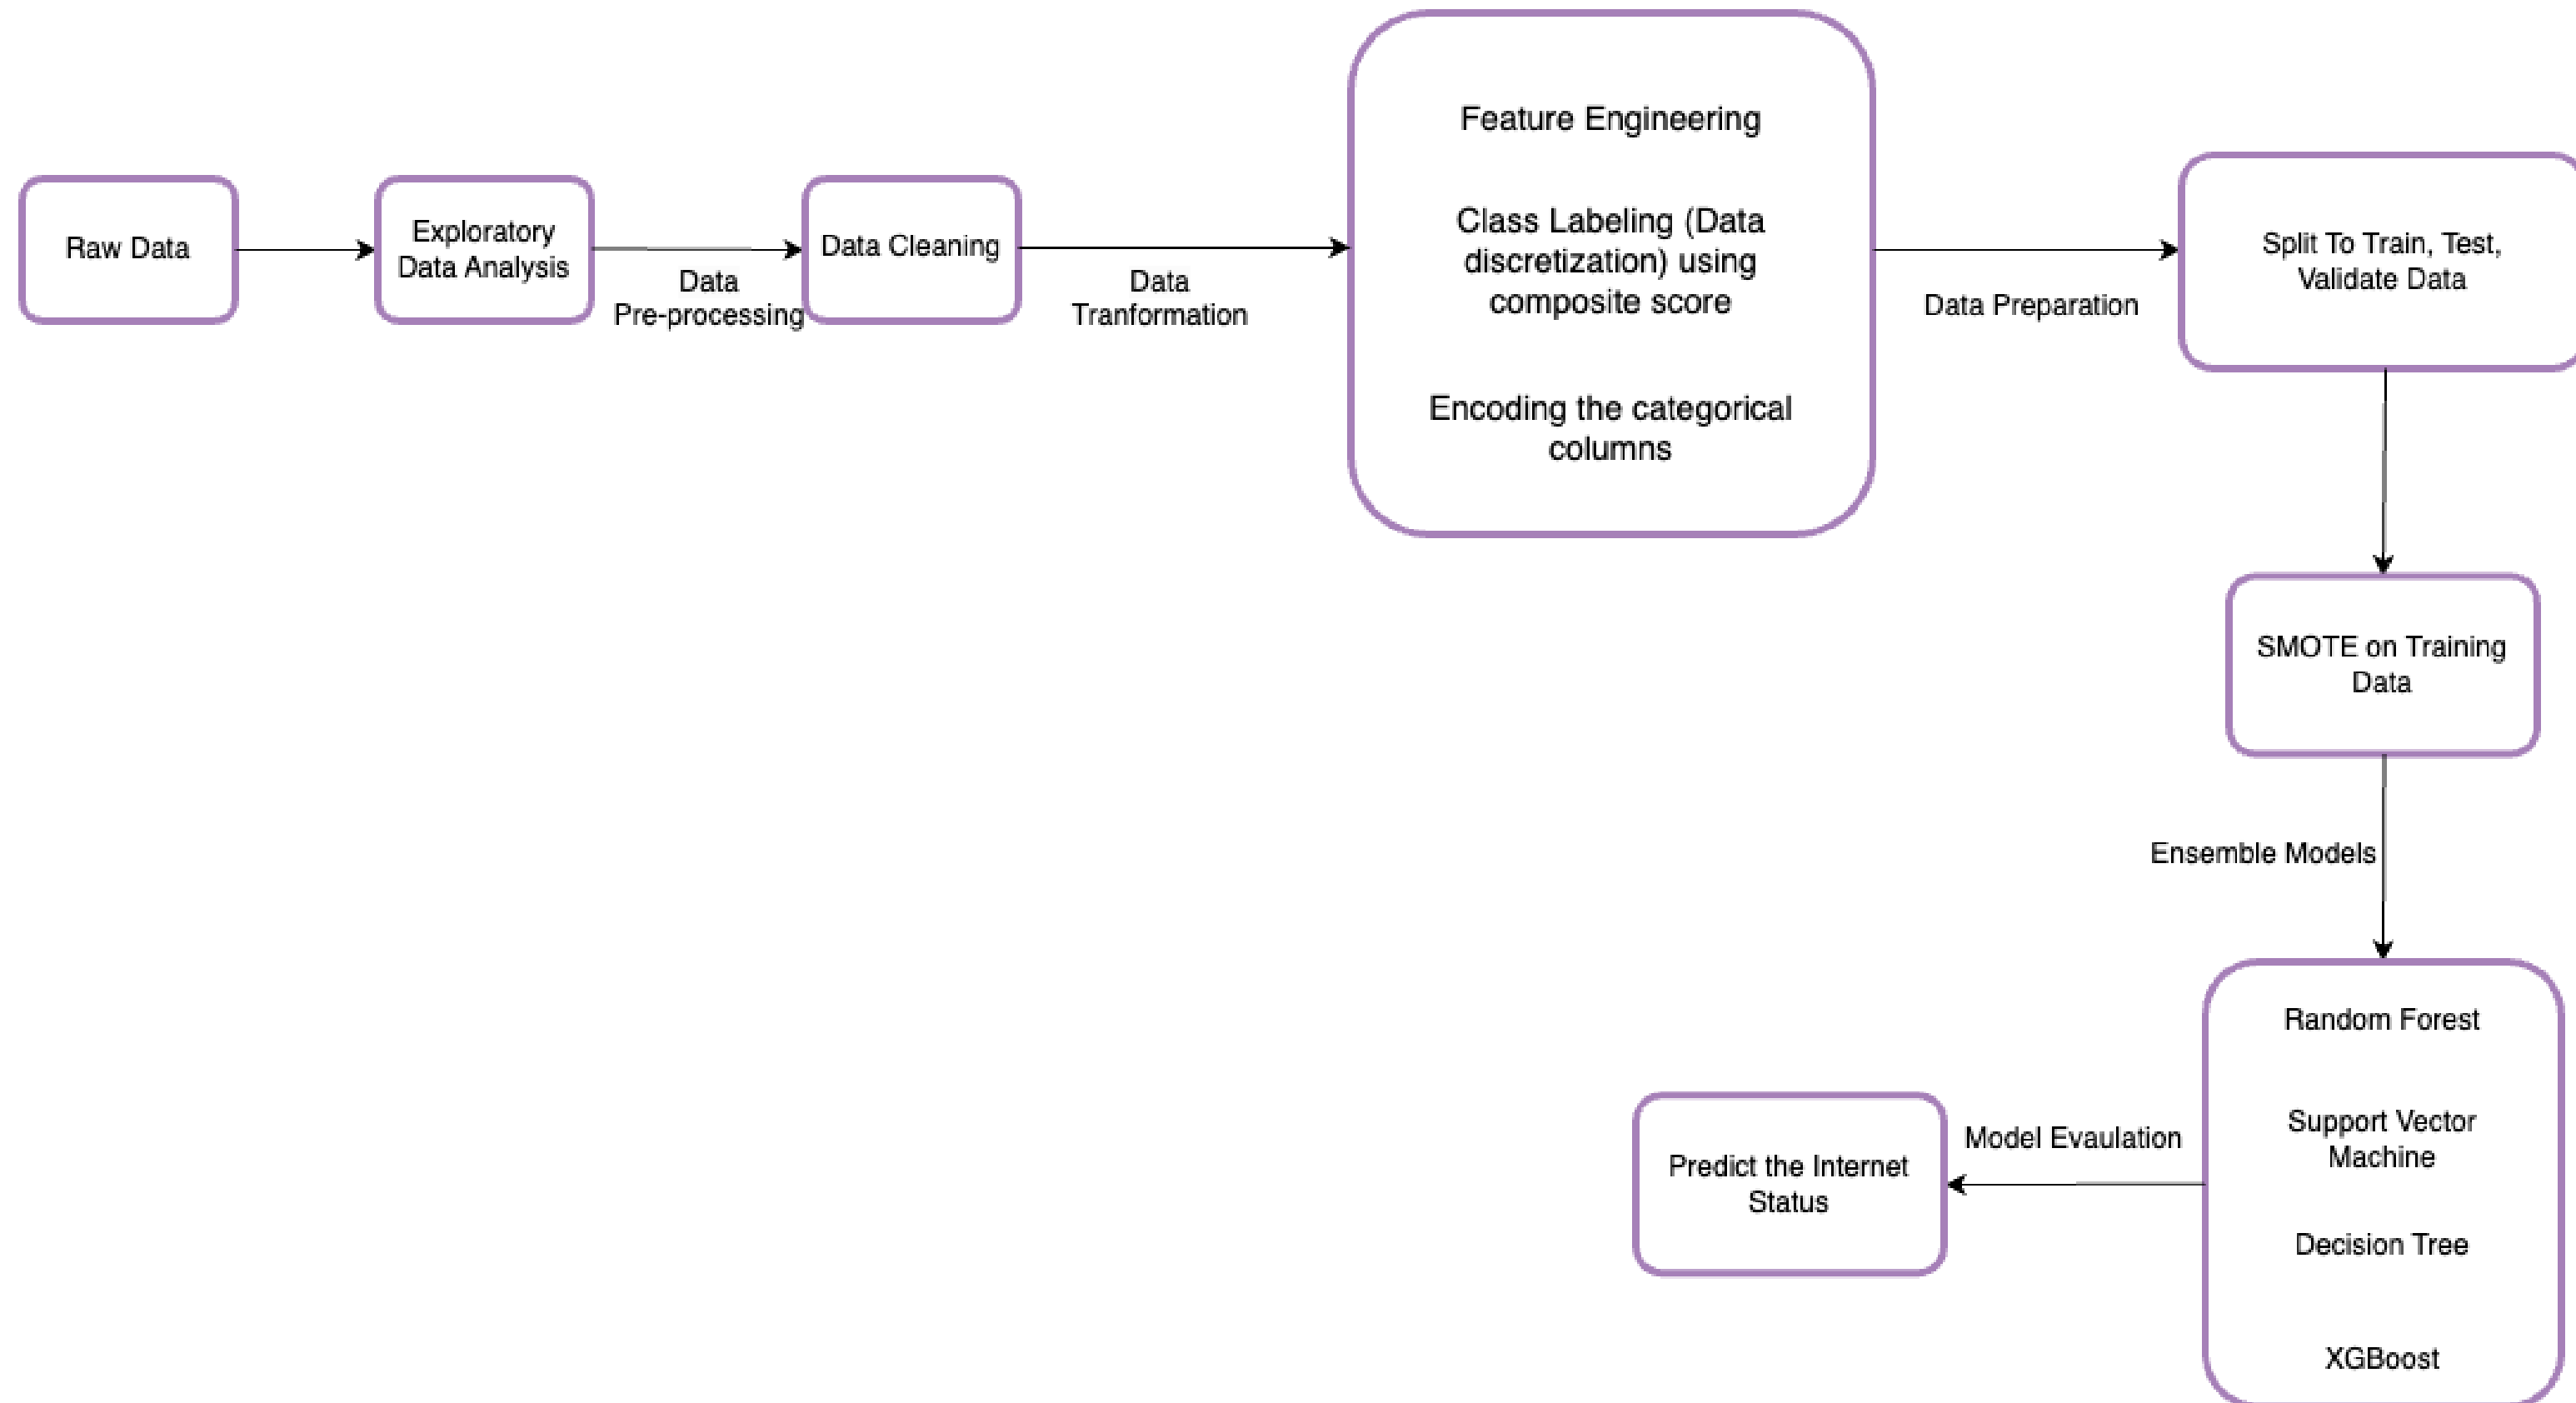 Raw Data
Exploratory
Data Analysis
Data
Pre-processing
Data Cleaning
Data
Tranformation
Feature Engineering
Class Labeling (Data
discretization) using
composite score
Encoding the categorical
columns
Data Preparation
Split To Train, Test,
Validate Data
SMOTE on Training
Data
Ensemble Models
Random Forest
Support Vector
Machine
Decision Tree
XGBoost
Model Evaulation
Predict the Internet
Status